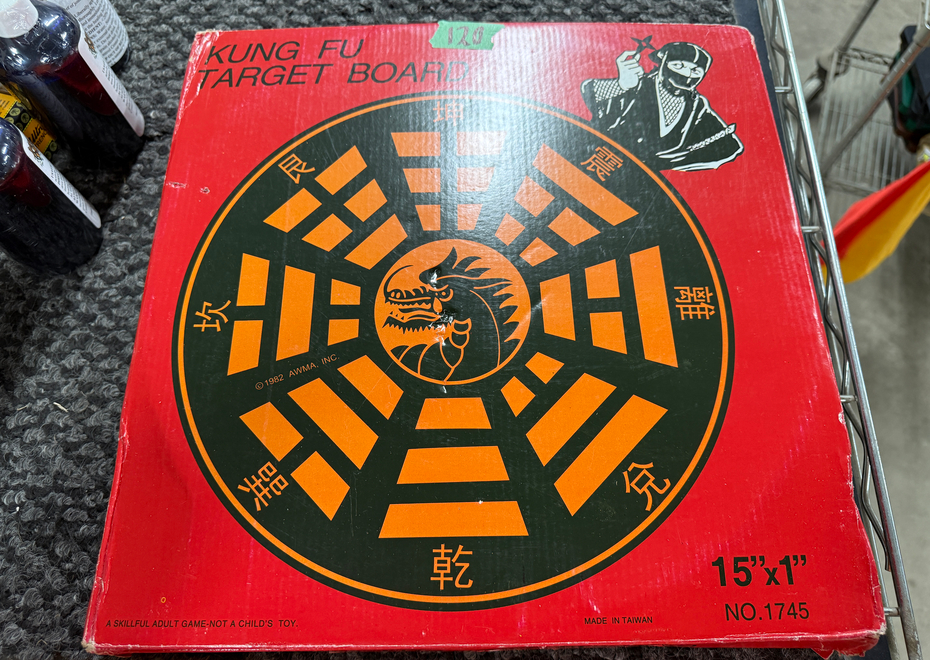 KUNG FU
TARGET BOARD
坤
艮
震
坎
離
©1982 AWMA, INC.
巽
兌
乾
15”x1”
NO.1745
A SKILLFUL ADULT GAME-NOT A CHILD'S TOY.
MADE IN TAIWAN